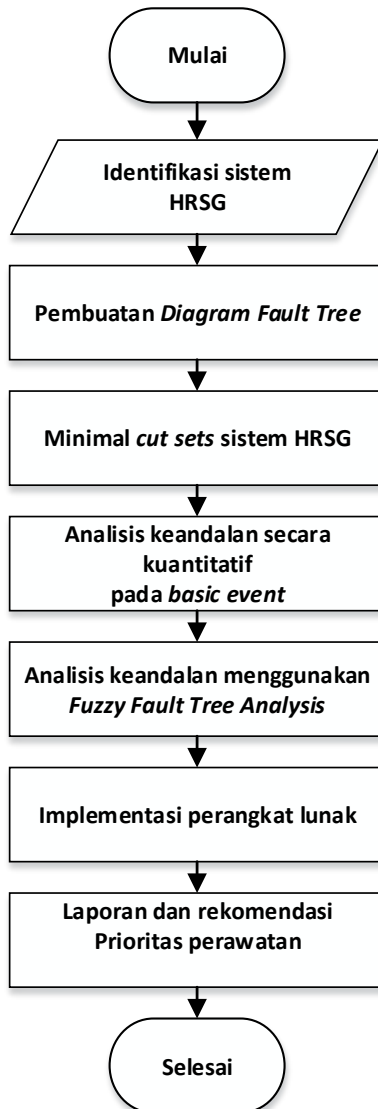 Mulai
Identifikasi sistem
HRSG
Pembuatan Diagram Fault Tree
Minimal cut sets sistem HRSG
Analisis keandalan secara
kuantitatif
pada basic event
Analisis keandalan menggunakan
Fuzzy Fault Tree Analysis
Implementasi perangkat lunak
Laporan dan rekomendasi
Prioritas perawatan
Selesai